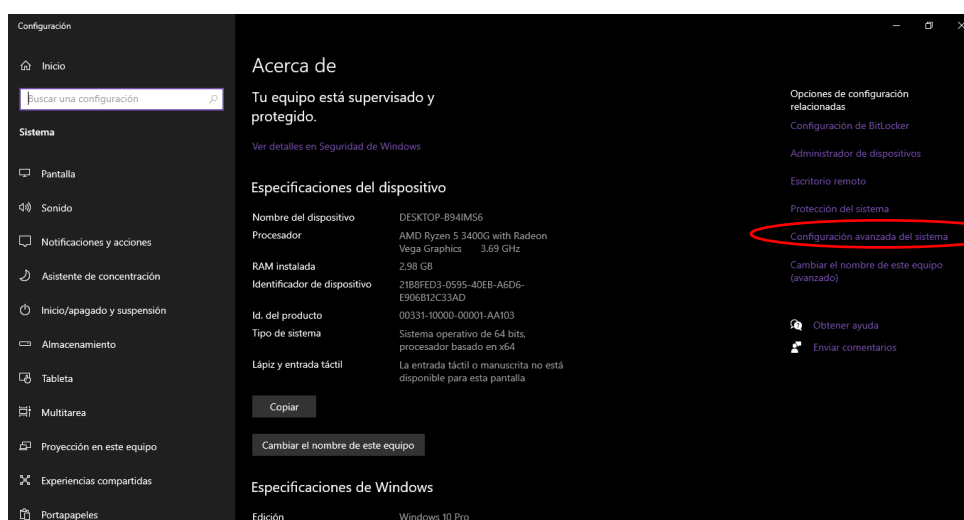 Configuración
Inicio
Buscar una configuración
Sistema
Pantalla
Sonido
Notificaciones y acciones
Asistente de concentración
Inicio/apagado y suspensión
Almacenamiento
Tableta
Multitarea
Proyección en este equipo
Experiencias compartidas
Portapapeles
Acerca de
Tu equipo está supervisado y
protegido.
Ver detalles en Seguridad de Windows
Especificaciones del dispositivo
Nombre del dispositivo DESKTOP-B94IMS6
Procesador AMD Ryzen 5 3400G with Radeon
Vega Graphics 3.69 GHz
RAM instalada 2,98 GB
Identificador de dispositivo 21B8FED3-0595-40EB-A6D6-
E906B12C33AD
Id. del producto 00331-10000-00001-AA103
Tipo de sistema Sistema operativo de 64 bits,
procesador basado en x64
Lápiz y entrada táctil La entrada táctil o manuscrita no está
disponible para esta pantalla
Copiar
Cambiar el nombre de este equipo
Especificaciones de Windows
Edición Windows 10 Pro
Opciones de configuración
relacionadas
Configuración de BitLocker
Administrador de dispositivos
Escritorio remoto
Protección del sistema
Configuración avanzada del sistema
Cambiar el nombre de este equipo
(avanzado)
Obtener ayuda
Enviar comentarios